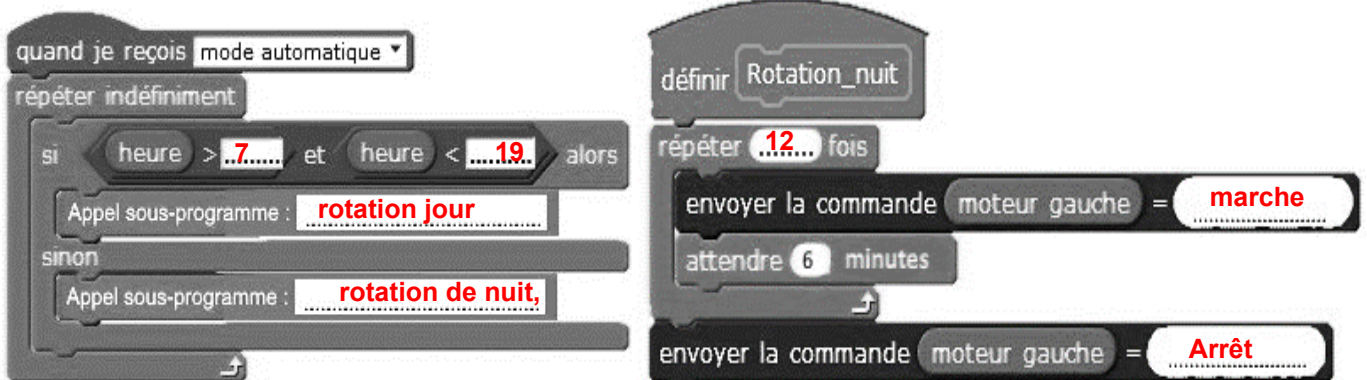 quand je reçois mode automatique
répéter indéfiniment
si heure > ..7...... et heure < .....19.... alors
Appel sous-programme : rotation jour
sinon
Appel sous-programme : rotation de nuit,
définir Rotation_nuit
répéter ..12.... fois
envoyer la commande moteur gauche = marche
attendre 6 minutes
envoyer la commande moteur gauche = Arrêt